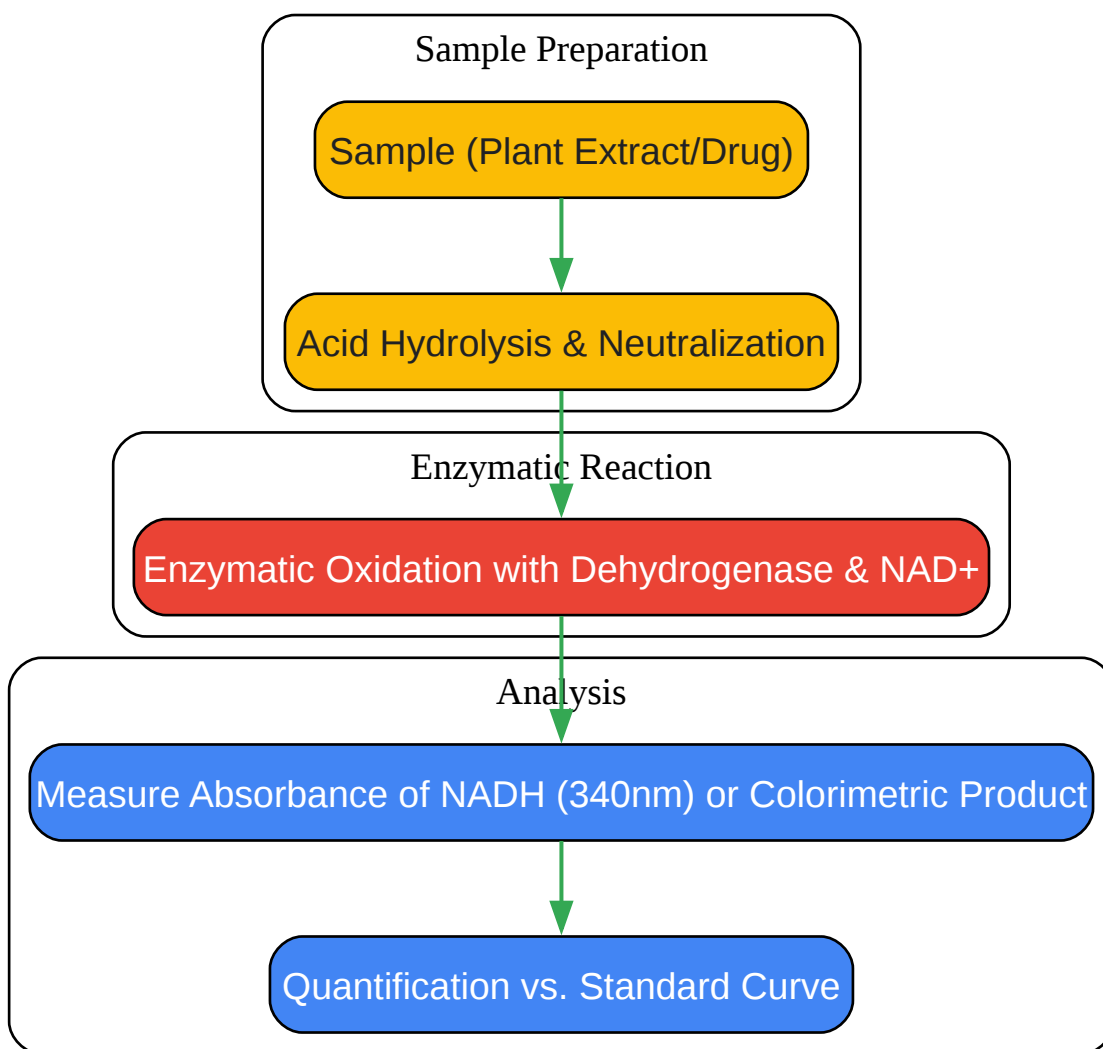 Sample Preparation
Sample (Plant Extract/Drug)
Acid Hydrolysis & Neutralization
Enzymatic Reaction
Enzymatic Oxidation with Dehydrogenase & NAD+
Analysis
Measure Absorbance of NADH (340nm) or Colorimetric Product
Quantification vs. Standard Curve